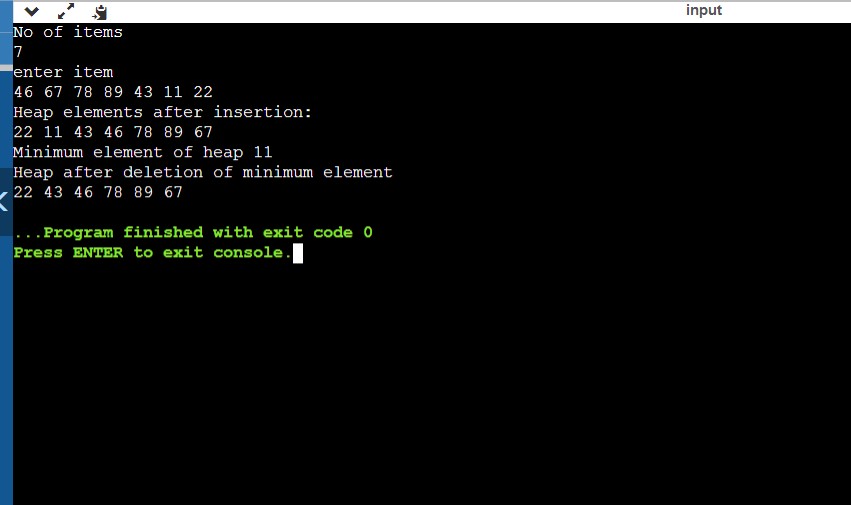 input
No of items
7
enter item
46 67 78 89 43 11 22
Heap elements after insertion:
22 11 43 46 78 89 67
Minimum element of heap 11
Heap after deletion of minimum element
22 43 46 78 89 67
...Program finished with exit code 0
Press ENTER to exit console.